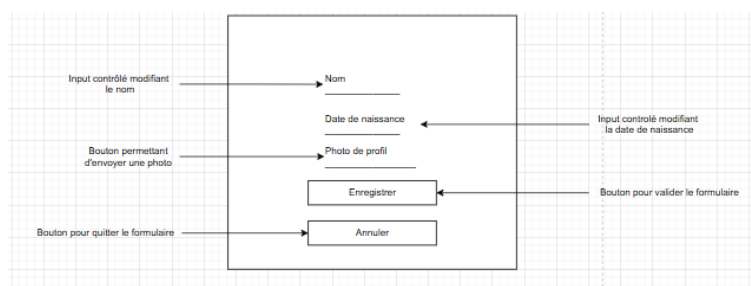 Input contrôlé modifiant
le nom
Nom
Date de naissance
Input controlé modifiant
la date de naissance
Bouton permettant
d'envoyer une photo
Photo de profil
Enregistrer
Bouton pour valider le formulaire
Bouton pour quitter le formulaire
Annuler